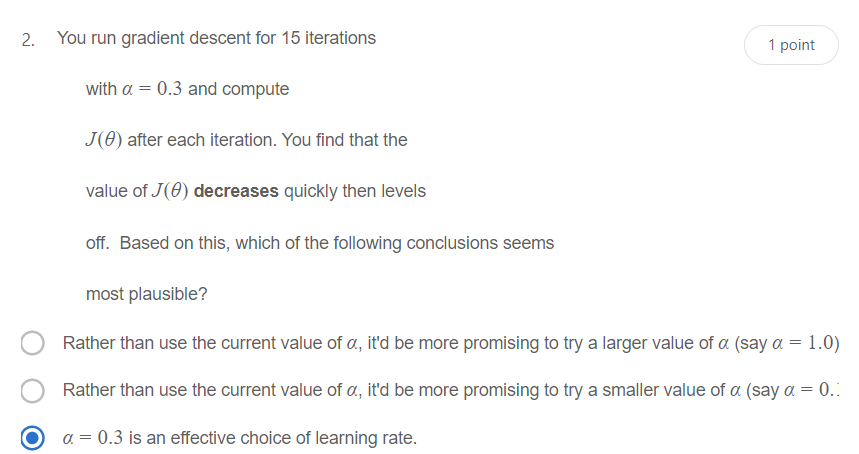 2. You run gradient descent for 15 iterations
1 point
with α = 0.3 and compute
J(θ) after each iteration. You find that the
value of J(θ) decreases quickly then levels
off. Based on this, which of the following conclusions seems
most plausible?
Rather than use the current value of α, it'd be more promising to try a larger value of α (say α = 1.0)
Rather than use the current value of α, it'd be more promising to try a smaller value of α (say α = 0.
α = 0.3 is an effective choice of learning rate.